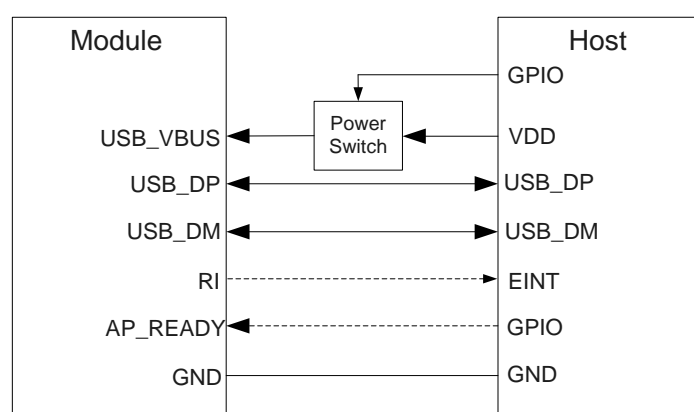 Module
Host
GPIO
USB_VBUS
Power
Switch
VDD
USB_DP
USB_DP
USB_DM
USB_DM
RI
EINT
AP_READY
GPIO
GND
GND